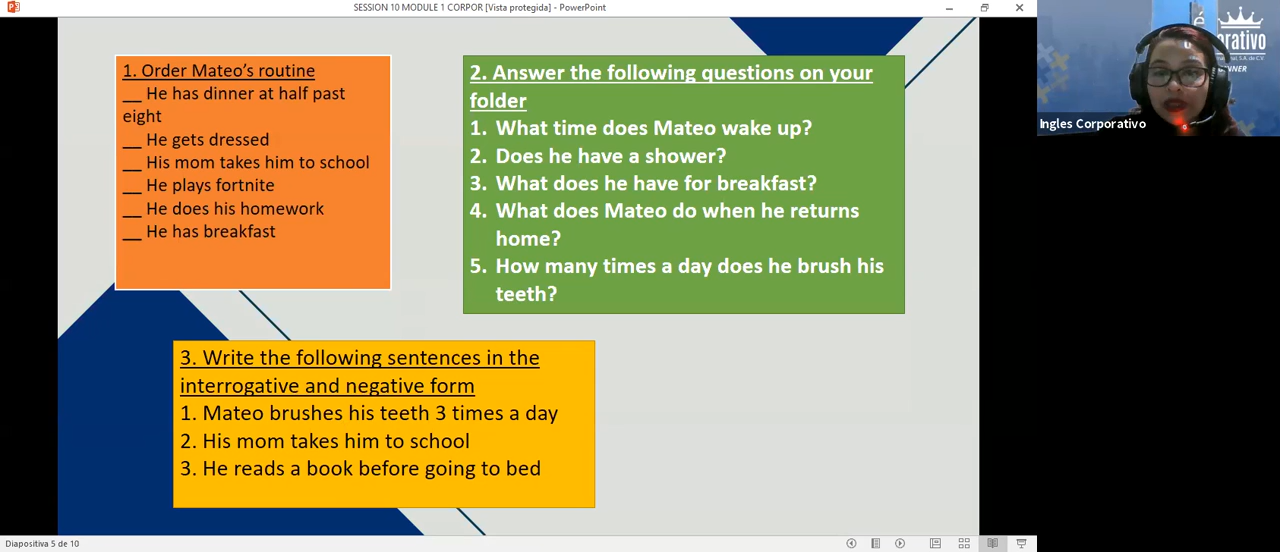 SESSION 10 MODULE 1 CORPOR [Vista protegida] - PowerPoint
1. Order Mateo's routine
__ He has dinner at half past
eight
__ He gets dressed
__ His mom takes him to school
__ He plays fortnite
__ He does his homework
__ He has breakfast
2. Answer the following questions on your
folder
1. What time does Mateo wake up?
2. Does he have a shower?
3. What does he have for breakfast?
4. What does Mateo do when he returns
home?
5. How many times a day does he brush his
teeth?
3. Write the following sentences in the
interrogative and negative form
1. Mateo brushes his teeth 3 times a day
2. His mom takes him to school
3. He reads a book before going to bed
Ingles Corporativo
Diapositiva 5 de 10